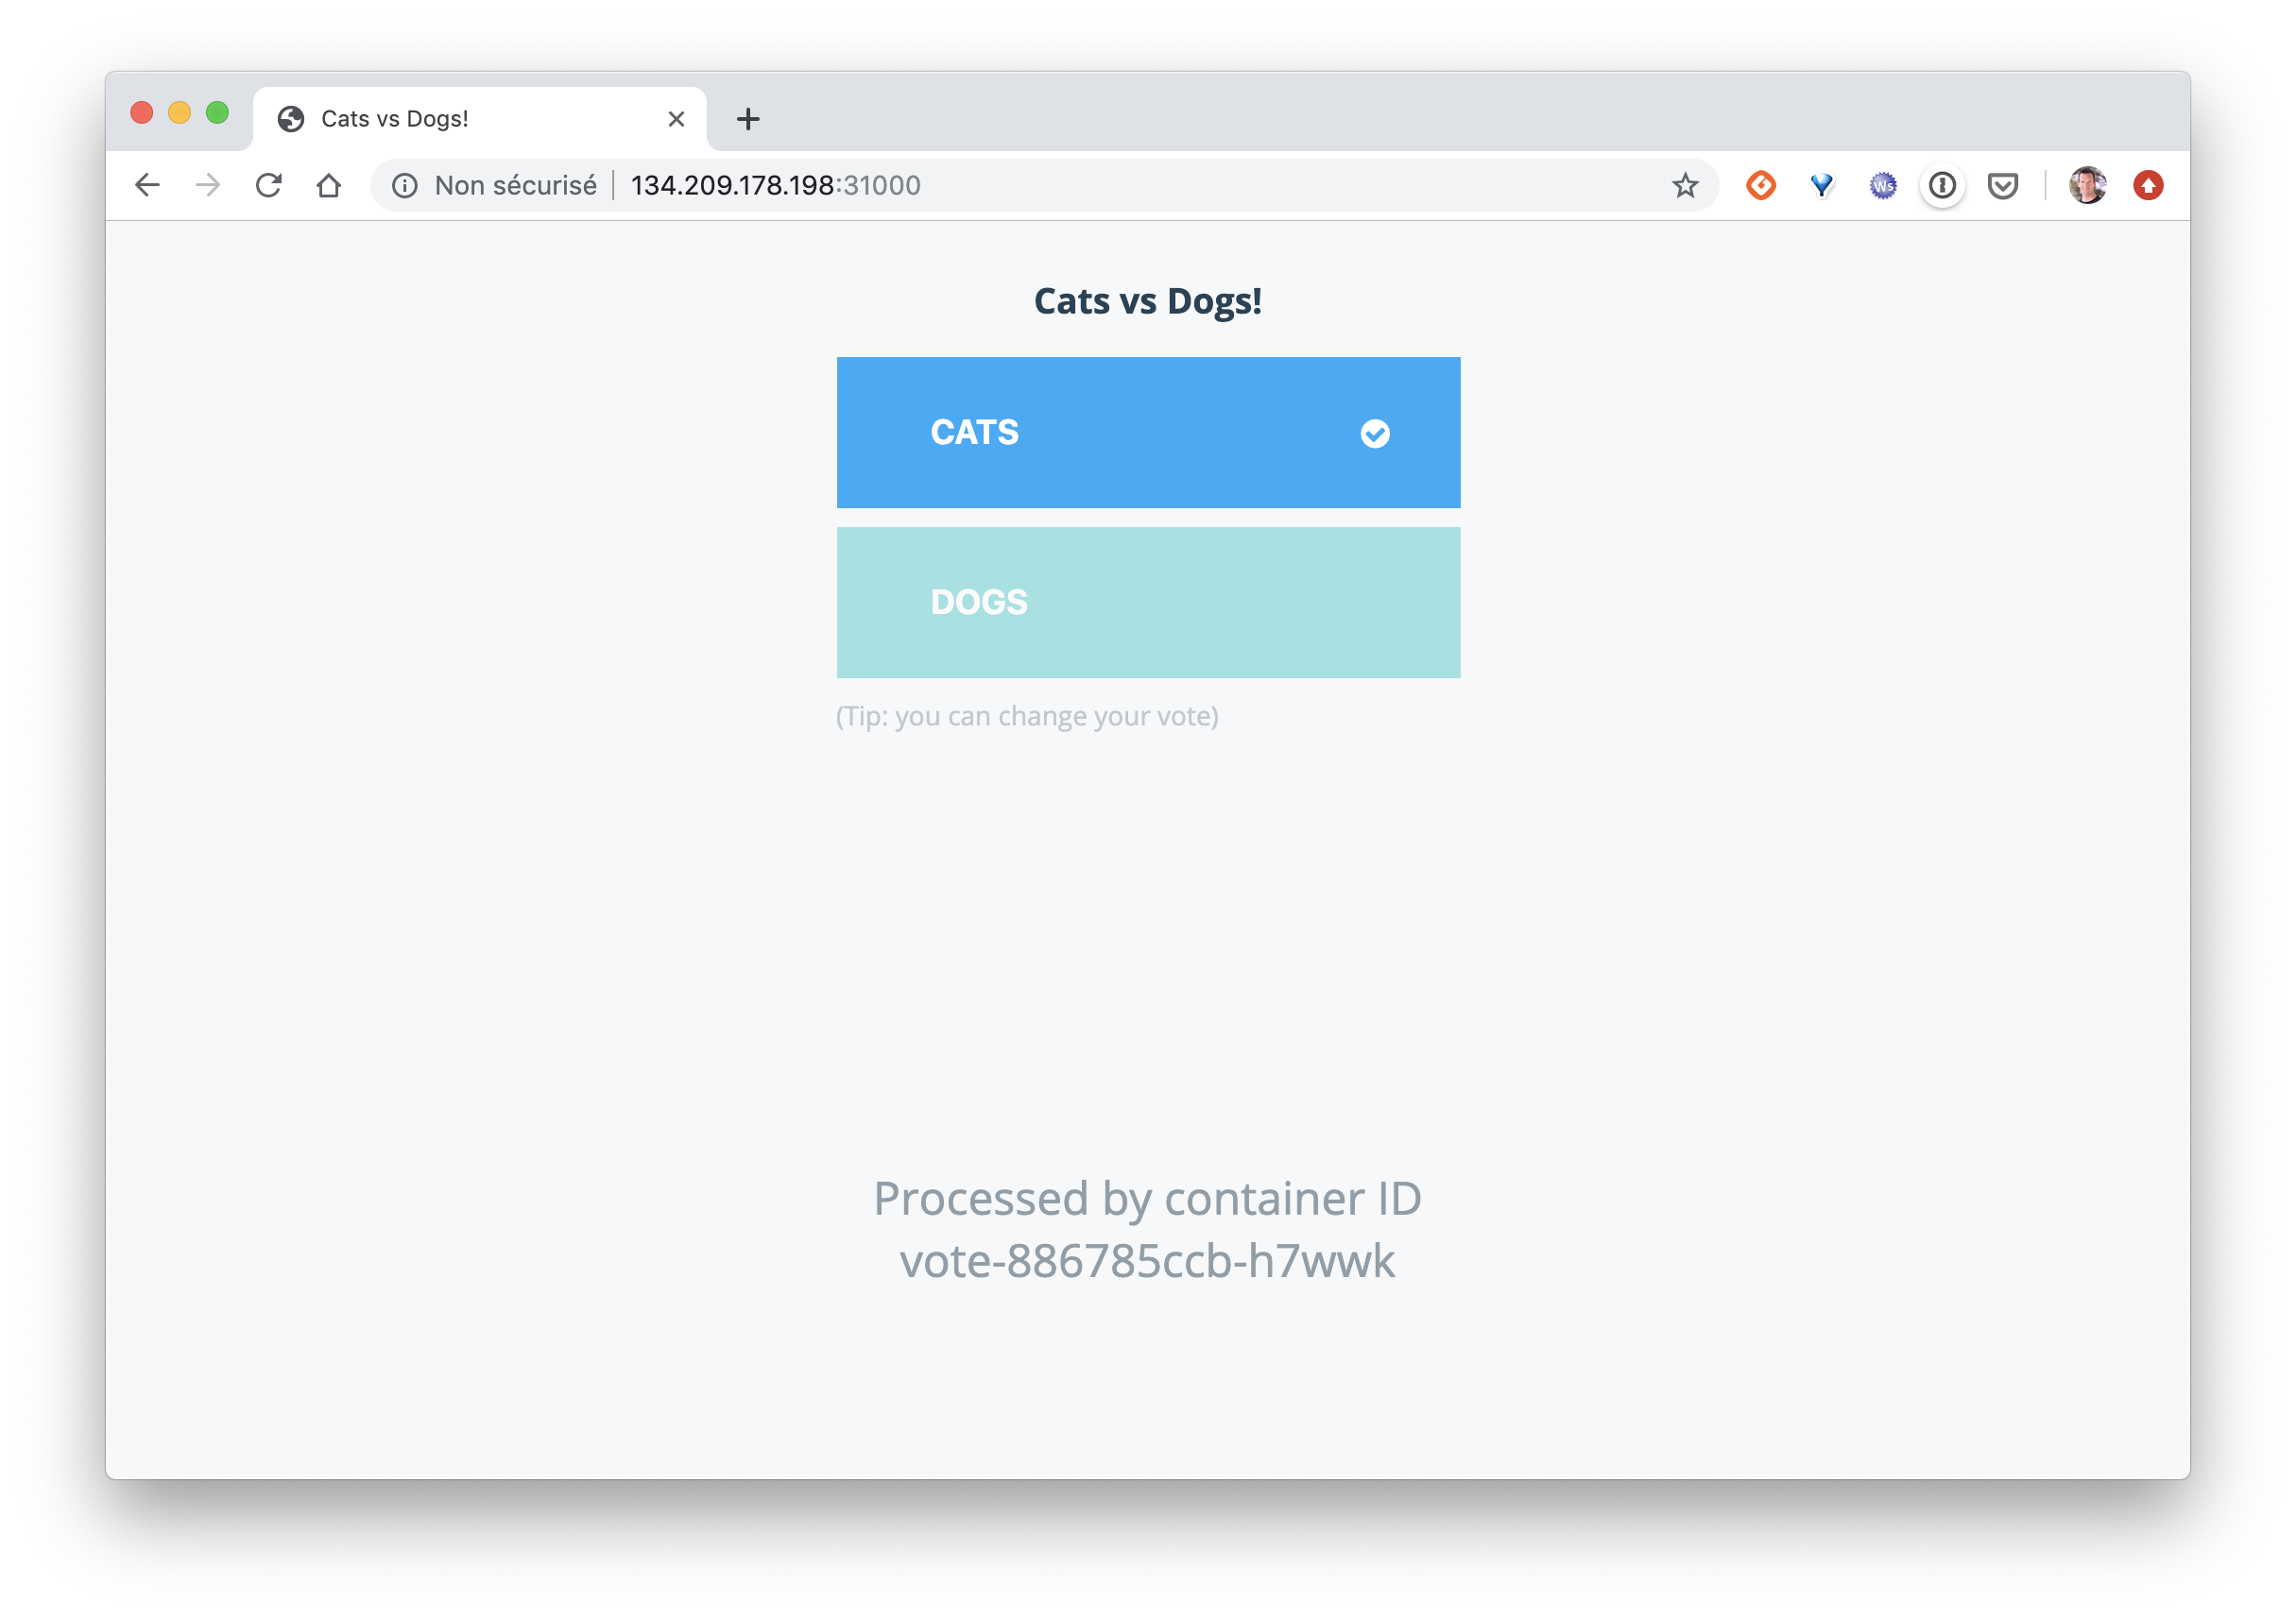 Cats vs Dogs!
Non sécurisé 134.209.178.198:31000
Ws
Cats vs Dogs!
CATS
DOGS
(Tip: you can change your vote)
Processed by container ID
vote-886785ccb-h7wwk